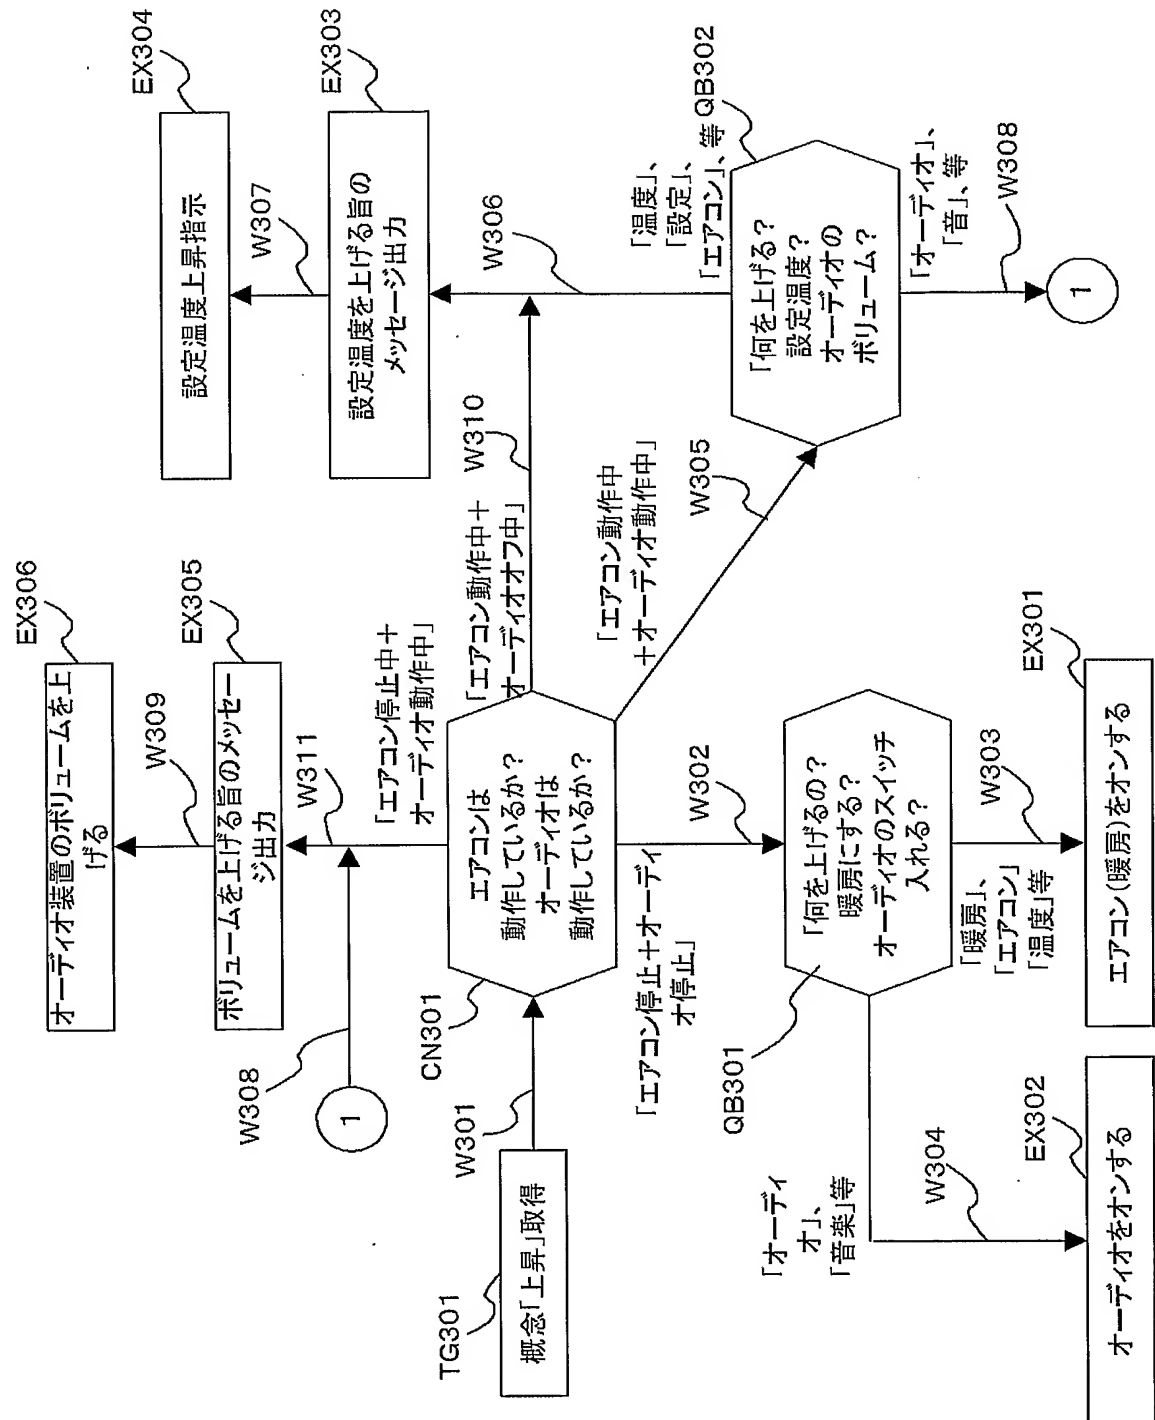 EX304
設定温度上昇指示
W307
EX303
設定温度を上げる旨の
メッセージ出力
W306
「温度」、
「設定」、
「エアコン」、等
QB302
「何を上げる?
設定温度?
オーディオの
ボリューム?
「オーディオ」、
「音」、等
W308
1
W310
「エアコン動作中+
オーディオオフ中」
「エアコン動作中
+オーディオ動作中」
W305
EX306
オーディオ装置のボリュームを上
げる
W309
EX305
ボリュームを上げる旨のメッセー
ジ出力
W311
「エアコン停止中+
オーディオ動作中」
W308
1
CN301
エアコンは
動作しているか?
オーディオは
動作しているか?
W301
TG301
概念「上昇」取得
「エアコン停止+オーディ
オ停止」
W302
QB301
「何を上げるの?
暖房にする?
オーディオのスイッチ
入れる?
W303
「暖房」、
「エアコン」
「温度」等
EX301
エアコン(暖房)をオンする
「オーディ
オ」、
「音楽」等
W304
EX302
オーディオをオンする